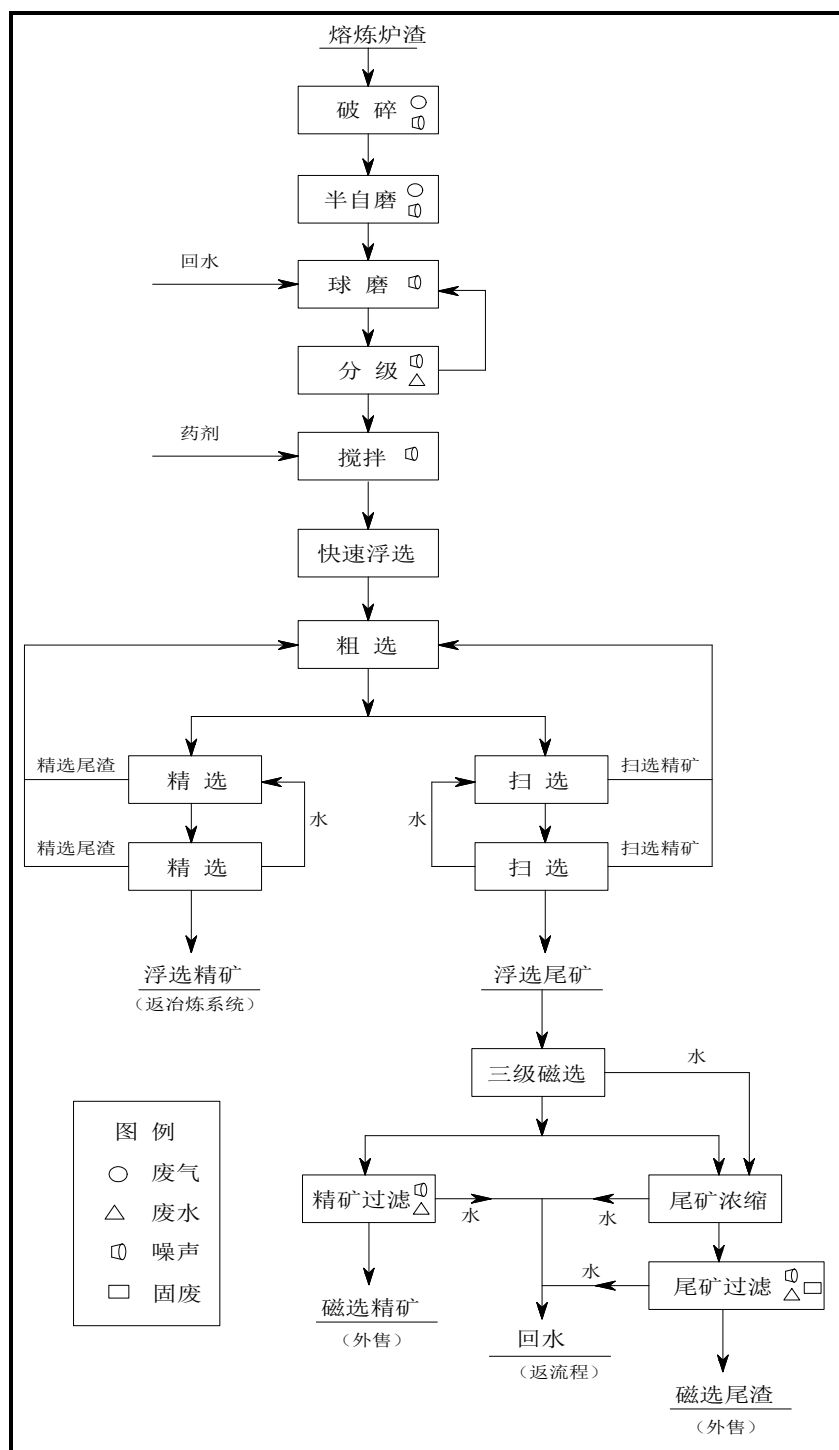 熔炼炉渣
破碎
半自磨
回水
球磨
分级
药剂
搅拌
快速浮选
粗选
精选尾渣
精选
扫选
扫选精矿
水
水
精选尾渣
精选
扫选
扫选精矿
浮选精矿
（返冶炼系统）
浮选尾矿
三级磁选
水
图例
废气
废水
噪声
固废
精矿过滤
水
水
尾矿浓缩
水
尾矿过滤
磁选精矿
（外售）
回水
（返流程）
磁选尾渣
（外售）